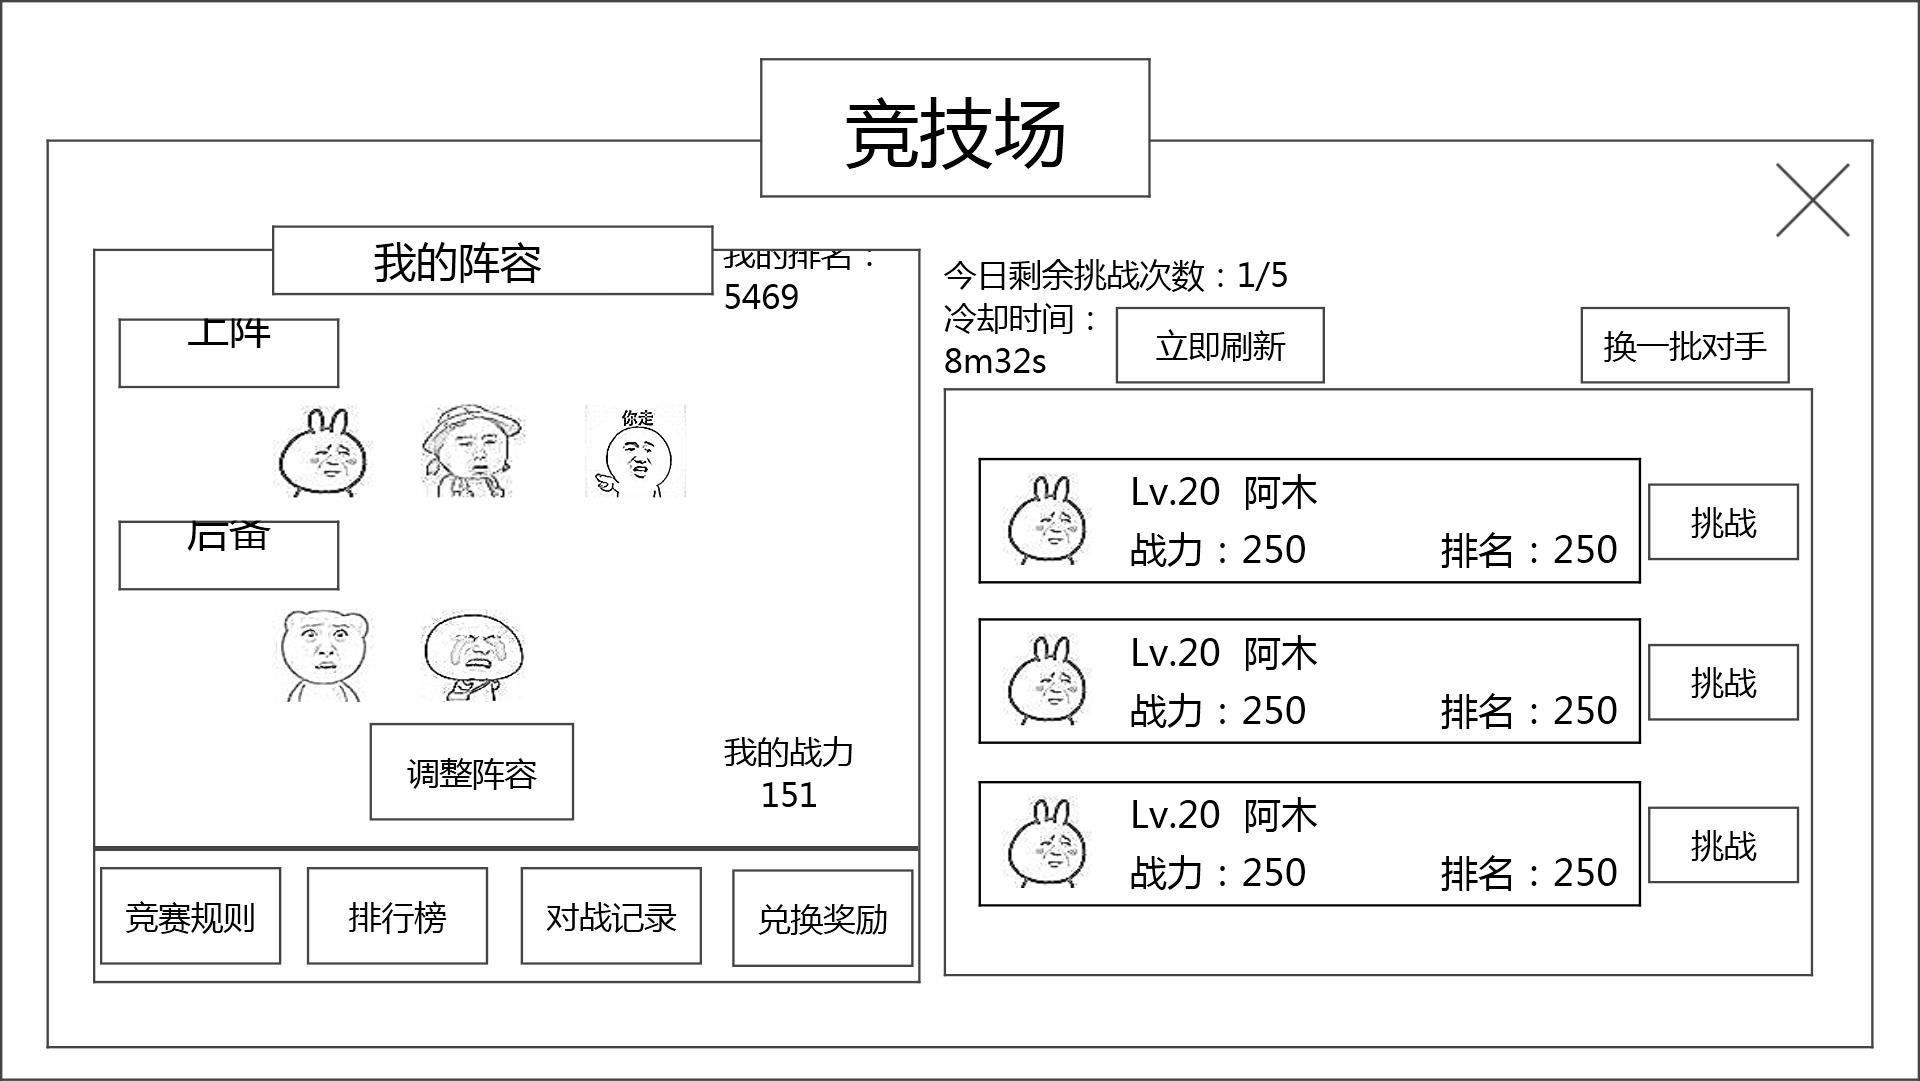 竞技场
我的阵容
我的排名：
5469
上阵
你走
后备
调整阵容
我的战力
151
竞赛规则
排行榜
对战记录
兑换奖励
今日剩余挑战次数：1/5
冷却时间：
8m32s
立即刷新
换一批对手
Lv.20 阿木
战力：250 排名：250
挑战
Lv.20 阿木
战力：250 排名：250
挑战
Lv.20 阿木
战力：250 排名：250
挑战